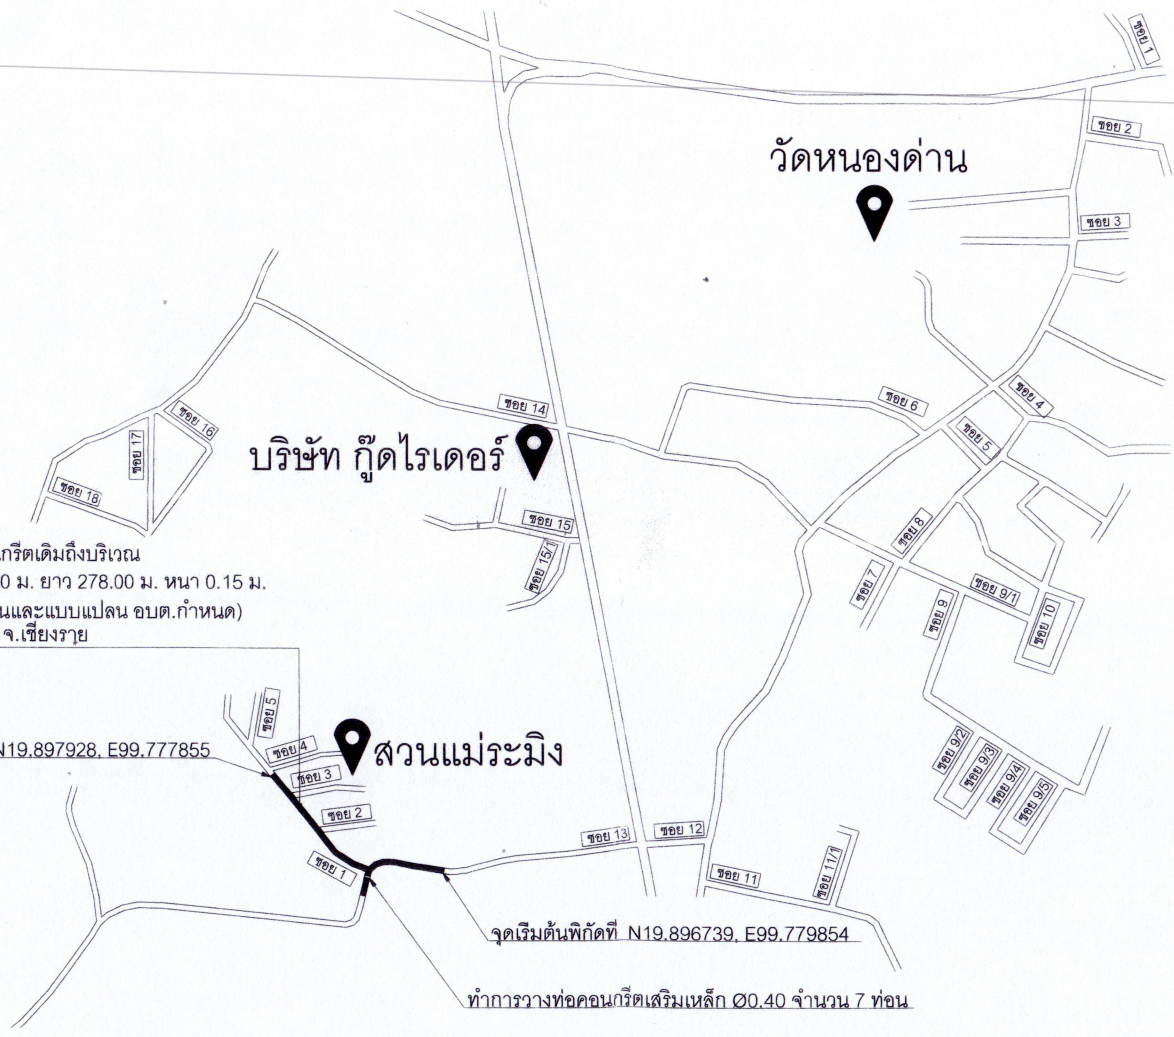 ซอย 1
ซอย 2
วัดหนองด่าน
ซอย 3
ซอย 4
ซอย 14
ซอย 6
ซอย 16
ซอย 5
ซอย 17
บริษัท กู๊ดไรเดอร์
ซอย 18
ซอย 15
ซอย 8
ซอย 15/1
กรีตเดิมถึงบริเวณ
0 ม. ยาว 278.00 ม. หนา 0.15 ม.
นและแบบแปลน อบต.กำหนด)
จ.เชียงราย
ซอย 7
ซอย 9/1
ซอย 9
ซอย 10
ซอย 5
ซอย 4
สวนแม่ระมิง
N19.897928, E99.777855
ซอย 3
ซอย 9/2
ซอย 9/3
ซอย 9/4
ซอย 9/5
ซอย 2
ซอย 13
ซอย 12
ซอย 1
ซอย 11
ซอย 11/1
จุดเริ่มต้นพิกัดที่ N19.896739, E99.779854
ทำการวางท่อคอนกรีตเสริมเหล็ก Ø0.40 จำนวน 7 ท่อน